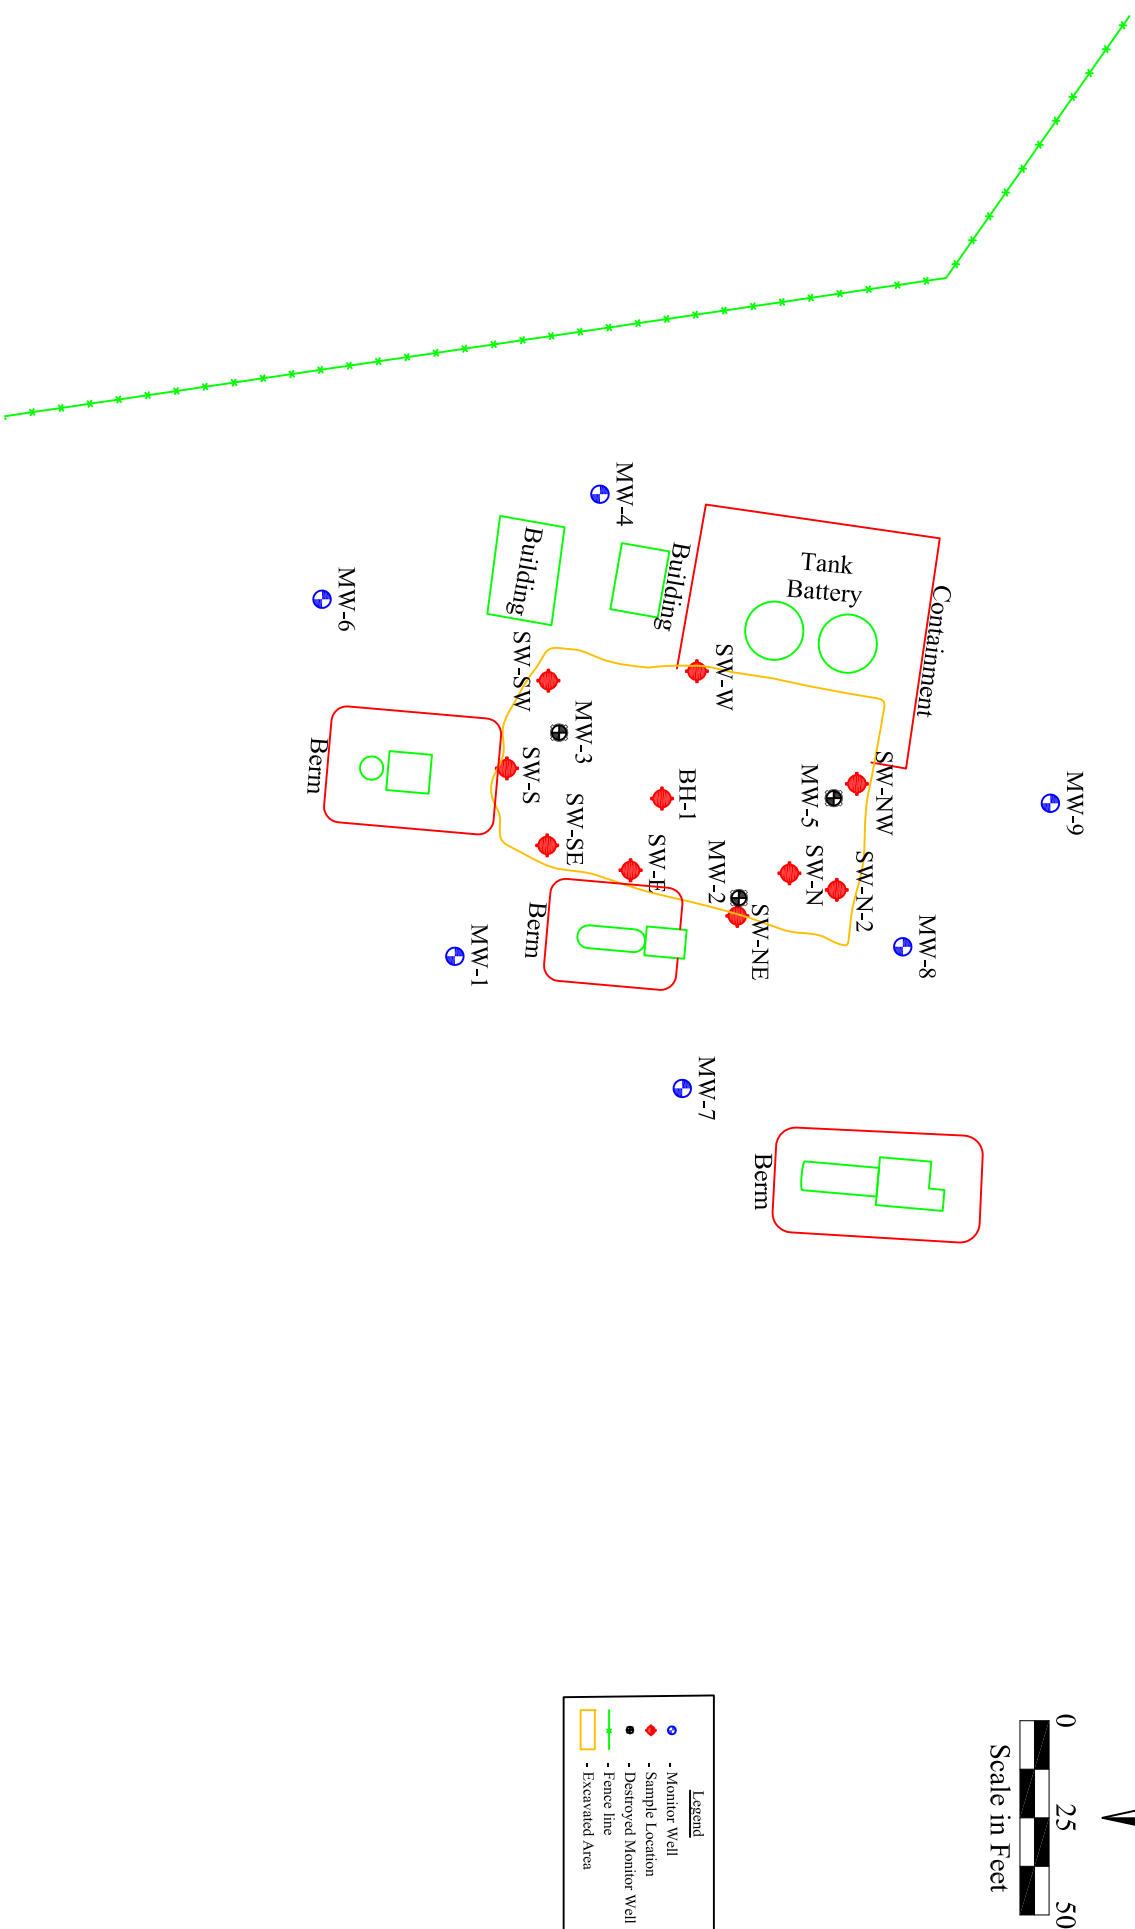 MW-4
Building
Building
Tank
Battery
Containment
MW-6
SW-SW
SW-W
MW-3
Berm
SW-S
BH-1
MW-5
SW-NW
MW-9
SW-SE
SW-E
MW-2
SW-N
SW-N-2
SW-NE
Berm
MW-1
MW-8
MW-7
Berm
Legend
- Monitor Well
- Sample Location
- Destroyed Monitor Well
- Fence line
- Excavated Area
0 25 50
Scale in Feet